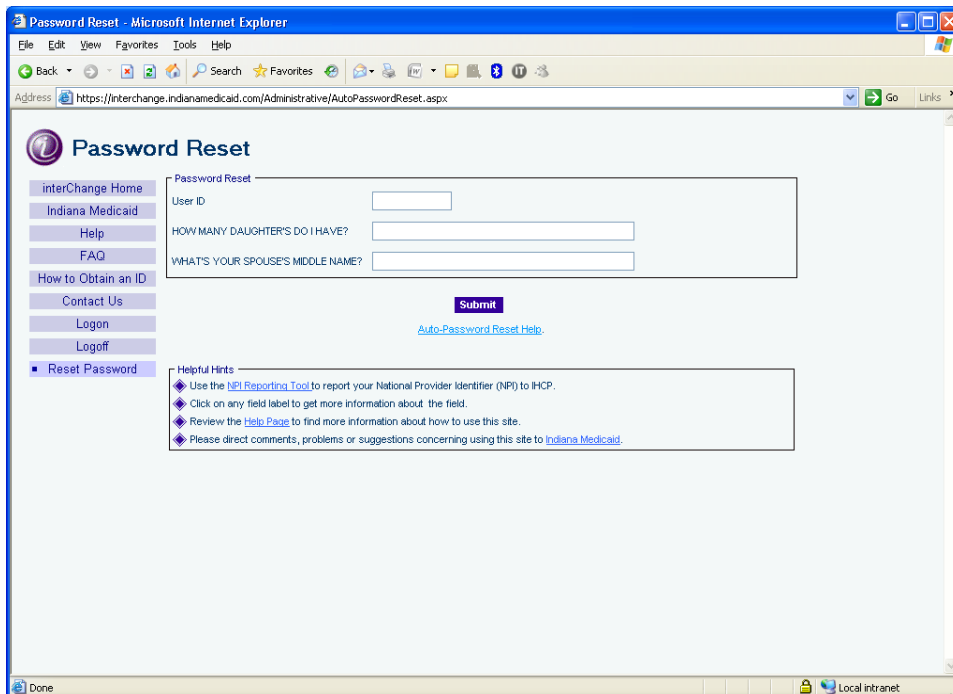 Password Reset - Microsoft Internet Explorer
File Edit View Favorites Tools Help
Back Search Favorites
Address https://interchange.indianamedicaid.com/Administrative/AutoPasswordReset.aspx Go Links
Password Reset
interChange Home
Indiana Medicaid
Help
FAQ
How to Obtain an ID
Contact Us
Logon
Logoff
Reset Password
Password Reset
User ID
HOW MANY DAUGHTER'S DO I HAVE?
WHAT'S YOUR SPOUSE'S MIDDLE NAME?
Submit
Auto-Password Reset Help.
Helpful Hints
Use the NPI Reporting Tool to report your National Provider Identifier (NPI) to IHCP.
Click on any field label to get more information about the field.
Review the Help Page to find more information about how to use this site.
Please direct comments, problems or suggestions concerning using this site to Indiana Medicaid.
Done Local intranet